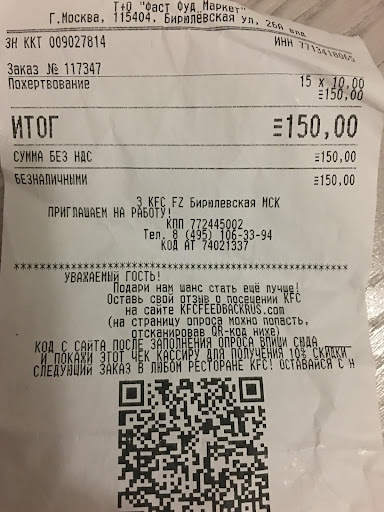 Т+О "Фаст Фуд Маркет"
Г.Москва, 115404, Бирюлёвская ул, 26А влд
ЗН ККТ 009027814 ИНН 7713418065
Заказ № 117347
Похертвование 15 x 10,00
=150,00
ИТОГ =150,00
СУММА БЕЗ НДС =150,00
БЕЗНАЛИЧНЫМИ =150,00
3 KFC FZ Бирюлевская МСК
ПРИГЛАШАЕМ НА РАБОТУ!
КПП 772445002
Тел. 8 (495) 106-33-94
КОД АТ 74021337
****************************************
УВАЖАЕМЫЙ ГОСТЬ!
Подари нам шанс стать ещё лучше!
Оставь свой отзыв о посещении KFC
на сайте KFCFEEDBACKRUS.com
(на страницу опроса можно попасть,
отсканировав QR-код ниже)
КОД С САЙТА ПОСЛЕ ЗАПОЛНЕНИЯ ОПРОСА ВПИШИ СЮДА ____
И ПОКАЖИ ЭТОТ ЧЕК КАССИРУ ДЛЯ ПОЛУЧЕНИЯ 10% СКИДКИ
СЛЕДУЮЩИЙ ЗАКАЗ В ЛЮБОМ РЕСТОРАНЕ KFC! ОСТАВАЙСЯ С Н